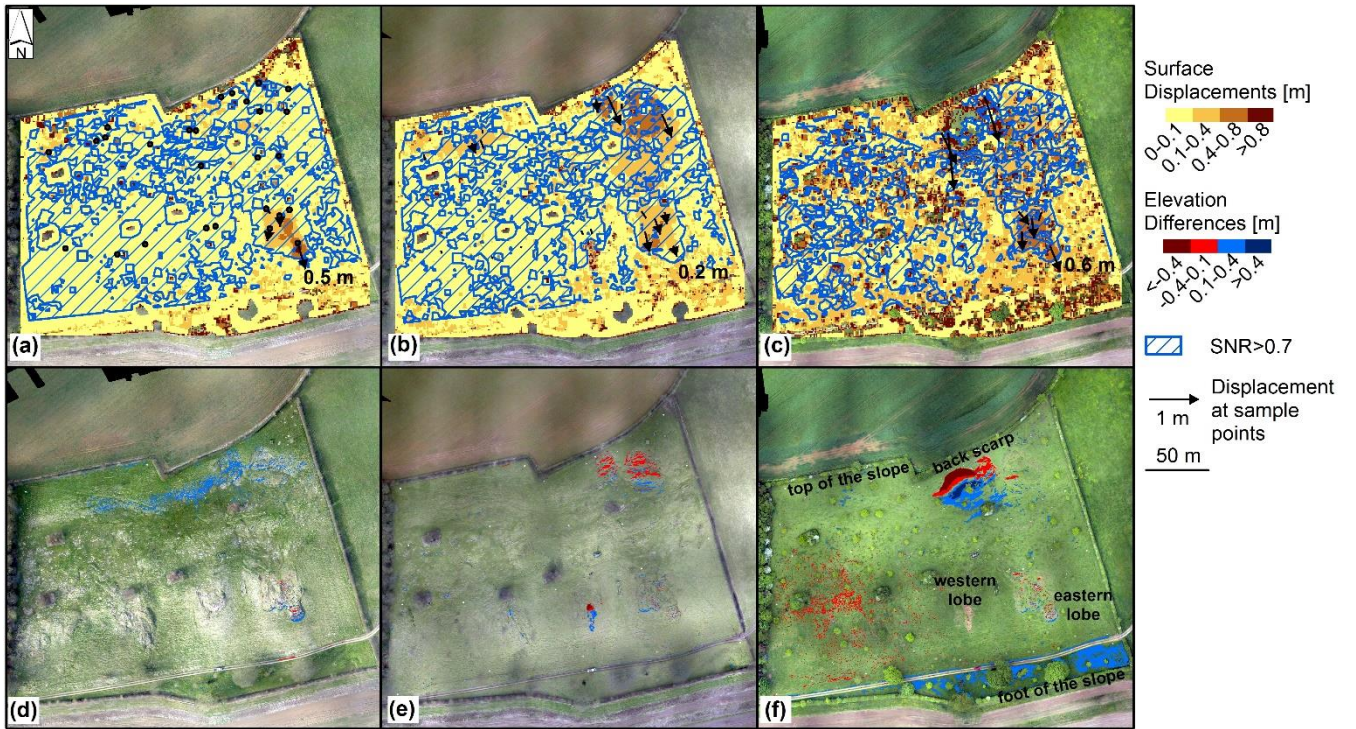 N
(a)
0.5 m
(b)
0.2 m
(c)
0.6 m
(d)
(e)
top of the slope
back scarp
western
lobe
eastern
lobe
foot of the slope
(f)
Surface
Displacements [m]
0-0.1
0.1-0.4
0.4-0.8
>0.8
Elevation
Differences [m]
<-0.4
-0.4-0.1
0.1-0.4
>0.4
SNR>0.7
Displacement
at sample
points
1 m
50 m